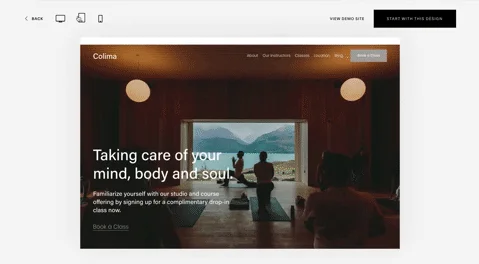 BACK
VIEW DEMO SITE
START WITH THIS DESIGN
Colima
About Our Instructors Classes Location Blog Book a Class
Taking care of your
mind, body and soul.
Familiarize yourself with our studio and course
offering by signing up for a complimentary drop-in
class now.
Book a Class